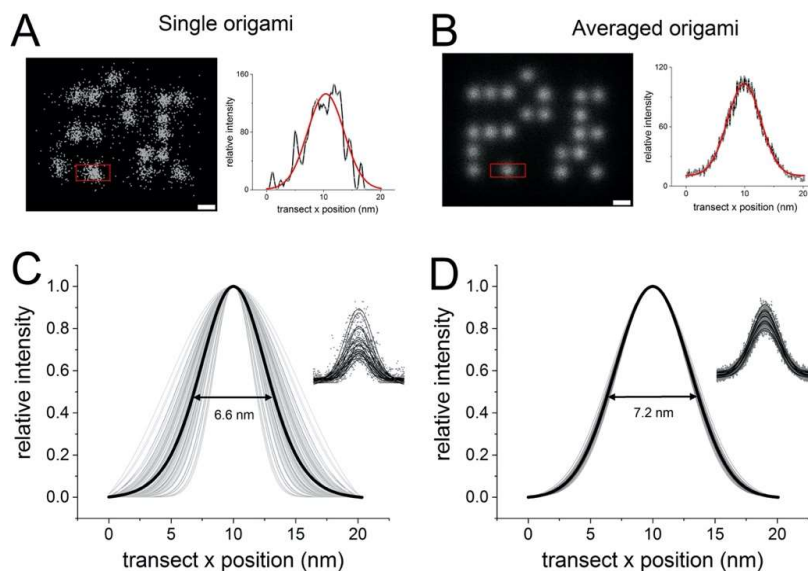 A
Single origami
relative intensity
160
80
0
0
10
20
transect x position (nm)
B
Averaged origami
relative intensity
120
60
0
0
10
20
transect x position (nm)
C
relative intensity
1.0
0.8
0.6
0.4
0.2
0.0
6.6 nm
0
5
10
15
20
transect x position (nm)
D
relative intensity
1.0
0.8
0.6
0.4
0.2
0.0
7.2 nm
0
5
10
15
20
transect x position (nm)